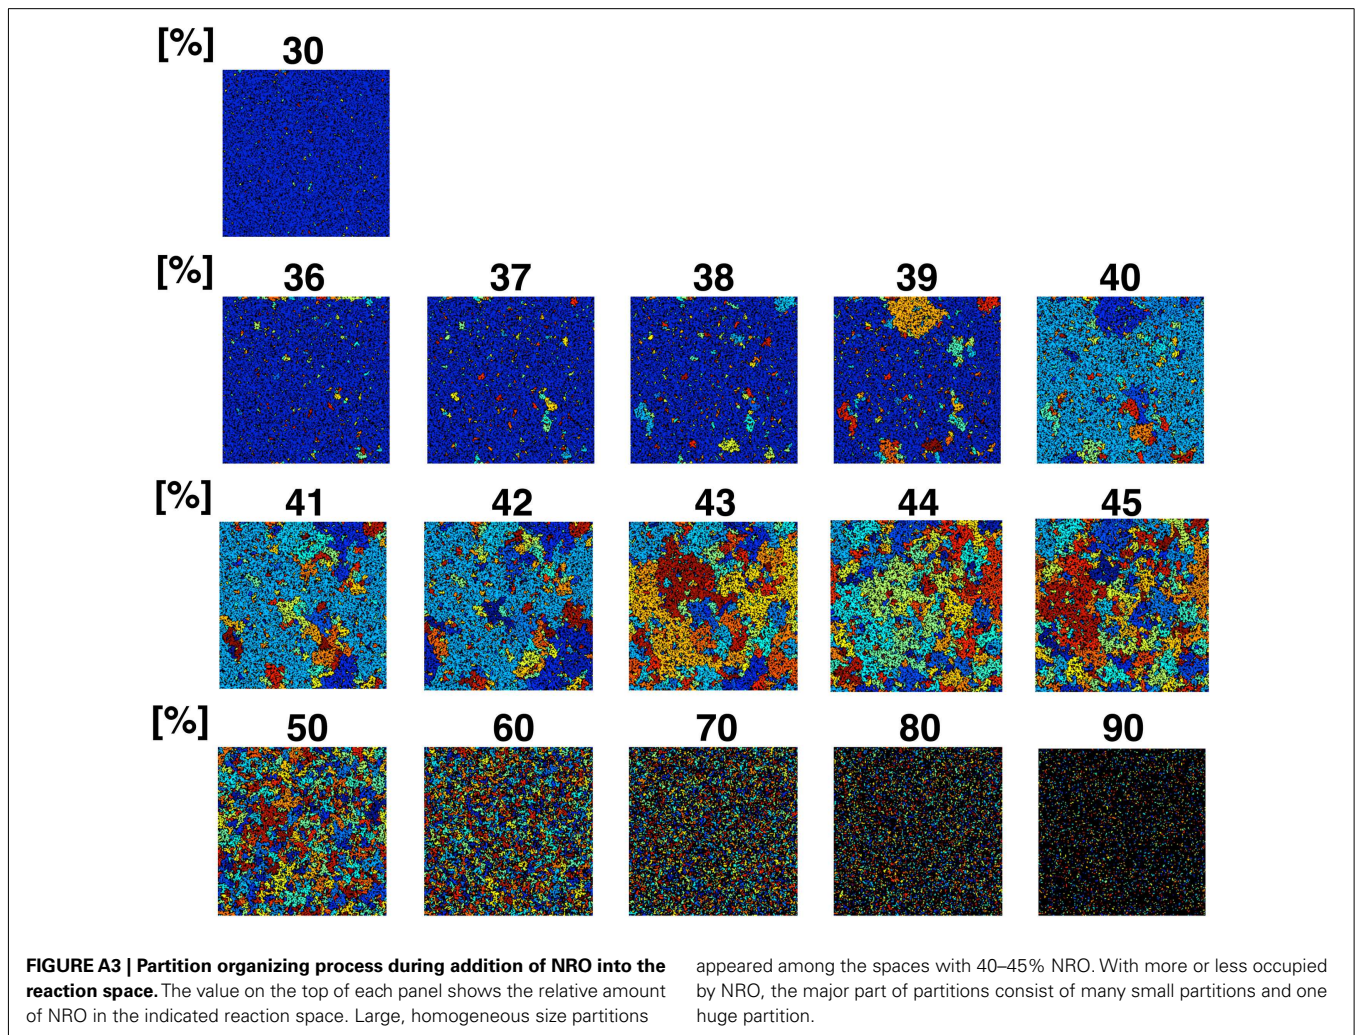 [%] 30
[%] 36 37 38 39 40
[%] 41 42 43 44 45
[%] 50 60 70 80 90
FIGURE A3 | Partition organizing process during addition of NRO into the
reaction space. The value on the top of each panel shows the relative amount
of NRO in the indicated reaction space. Large, homogeneous size partitions
appeared among the spaces with 40–45% NRO. With more or less occupied
by NRO, the major part of partitions consist of many small partitions and one
huge partition.